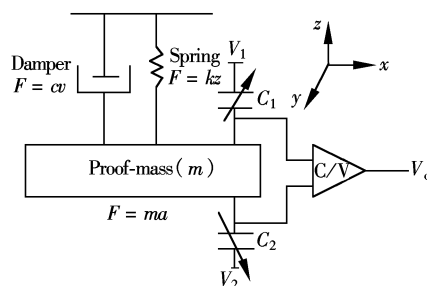 Damper
F = cv
Spring
F = kz
V1
C1
z
x
y
Proof-mass(m)
C/V
F = ma
C2
V2